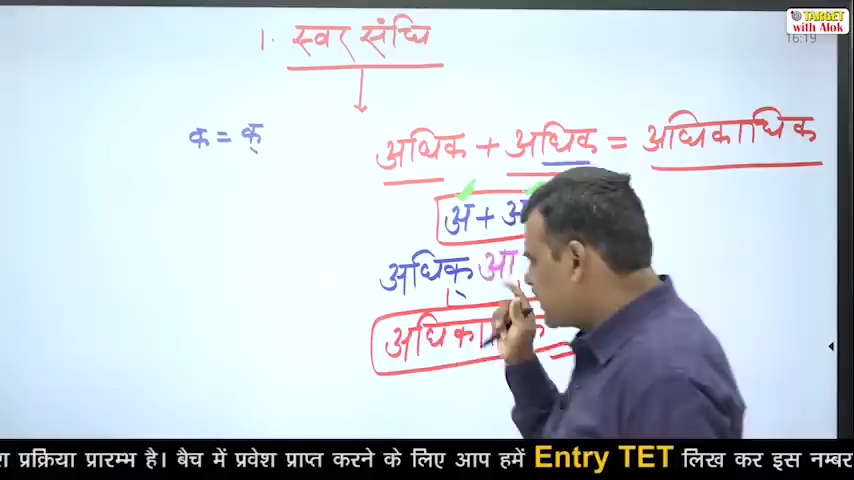 TARGET
with Alok
16:19
1. स्वर संधि
क = क्
अधिक + अधिक = अधिकाधिक
अ + अ
अधिक् आ
प्रक्रिया प्रारम्भ है। बैच में प्रवेश प्राप्त करने के लिए आप हमें Entry TET लिख कर इस नम्बर